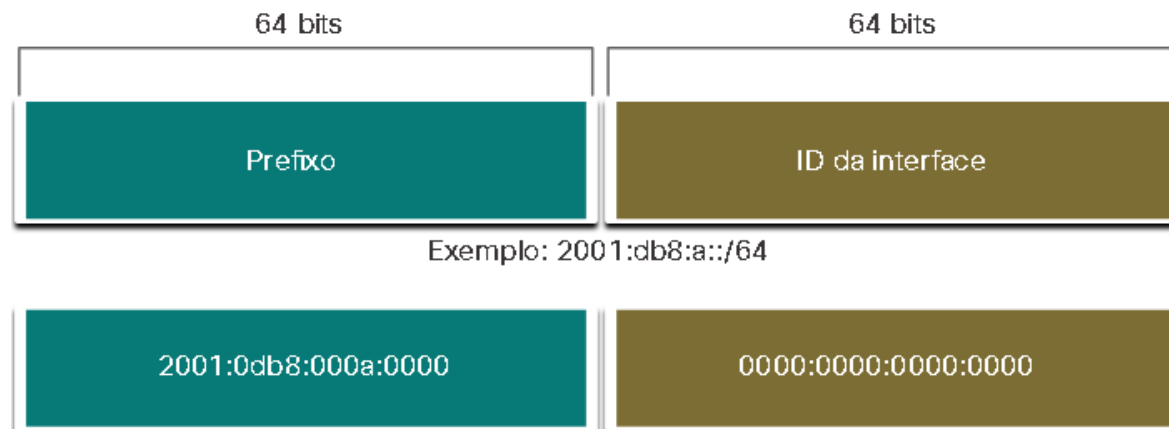 64 bits 64 bits
Prefixo ID da interface
Exemplo: 2001:db8:a::/64
2001:0db8:000a:0000 0000:0000:0000:0000